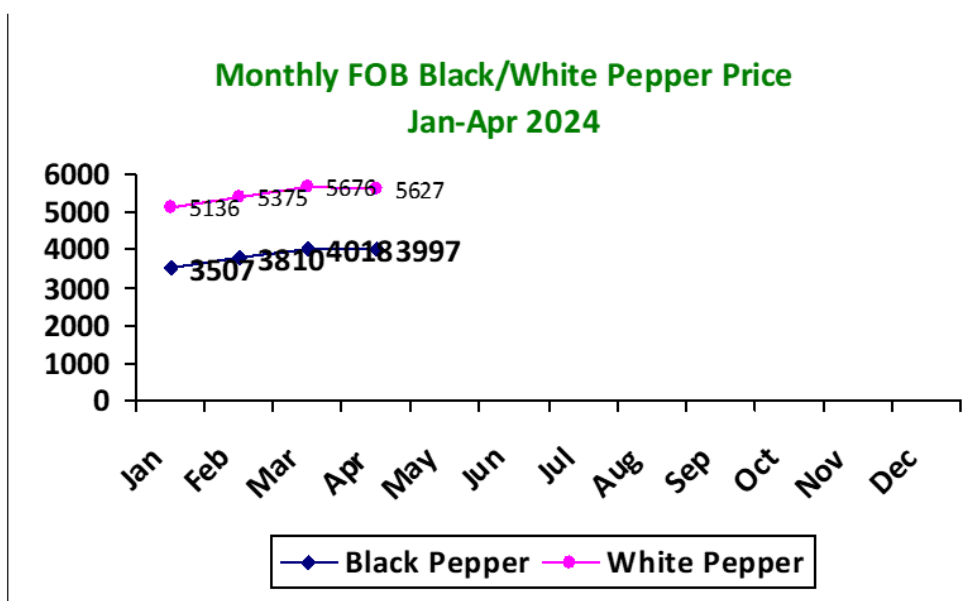 Monthly FOB Black/White Pepper Price
Jan-Apr 2024
6000
5000
4000
3000
2000
1000
0
5136 5375 5676 5627
3507 3810 4018 3997
Jan Feb Mar Apr May Jun Jul Aug Sep Oct Nov Dec
Black Pepper White Pepper